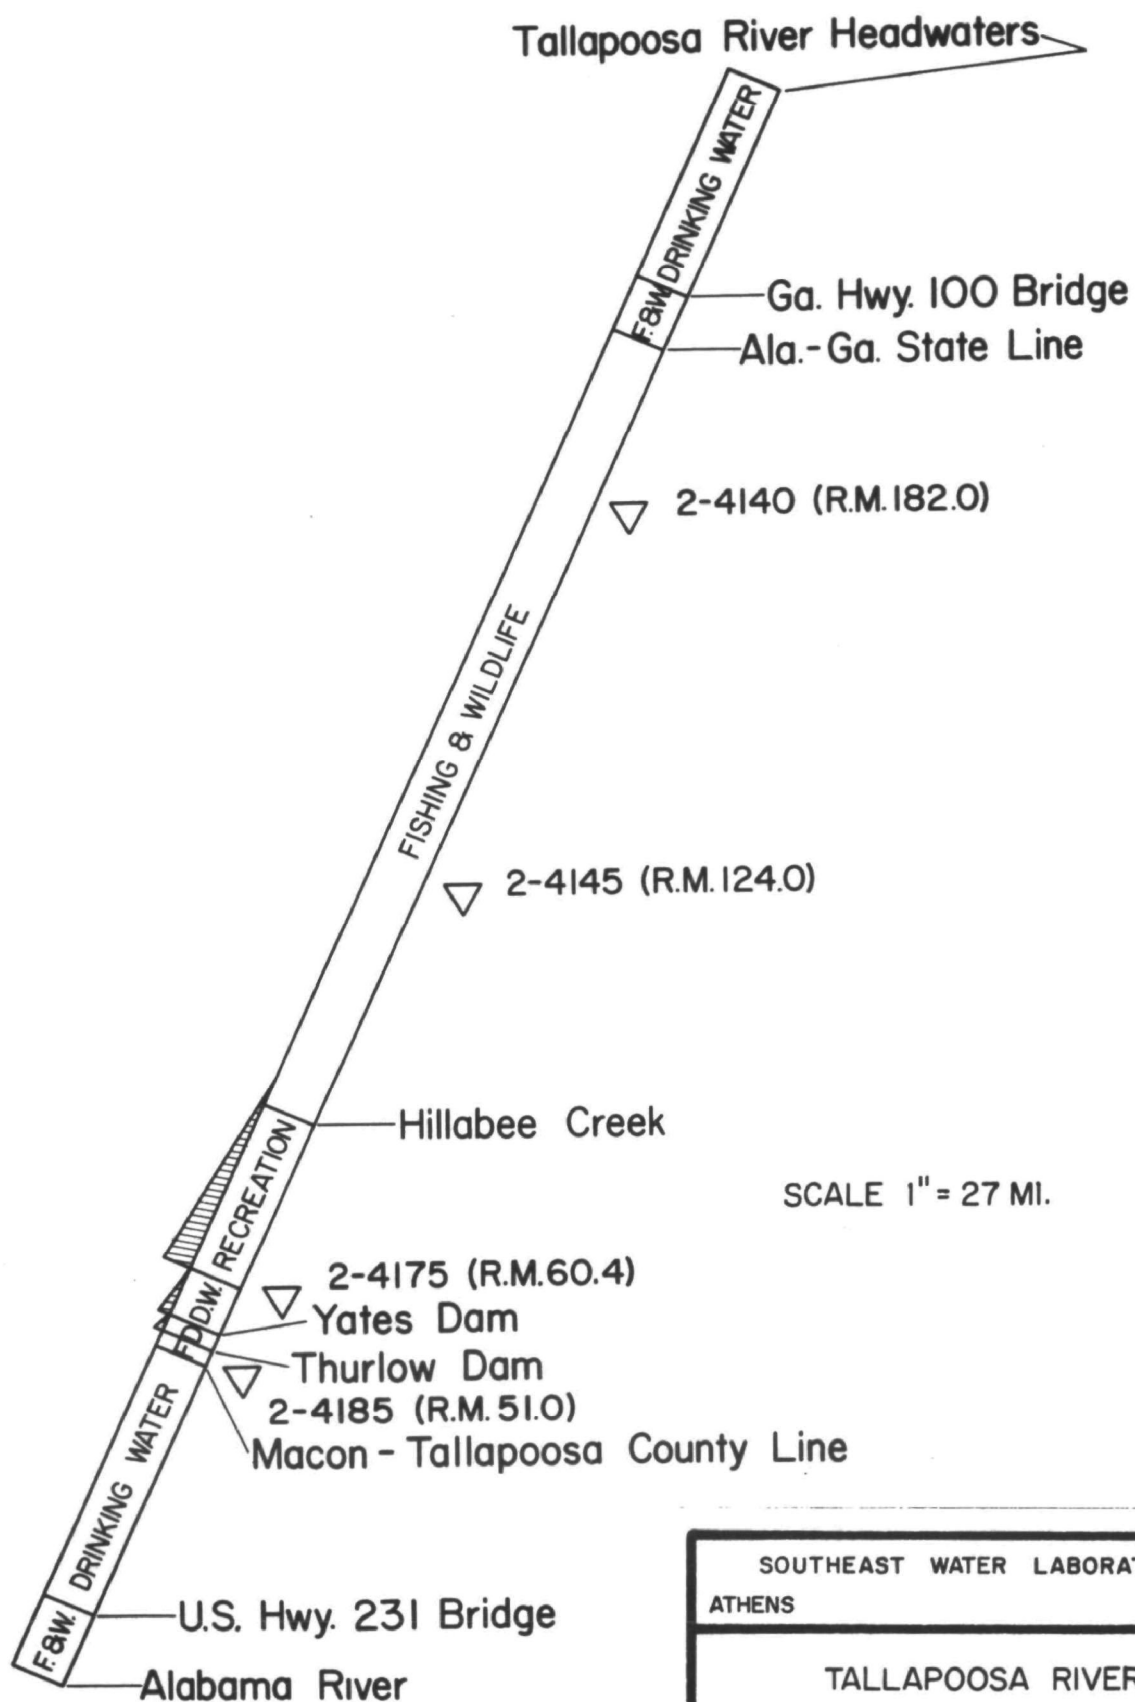 Tallapoosa River Headwaters
DRINKING WATER
Ga. Hwy. 100 Bridge
F.&W.
Ala.-Ga. State Line
2-4140 (R.M.182.0)
FISHING & WILDLIFE
2-4145 (R.M.124.0)
Hillabee Creek
RECREATION
SCALE 1" = 27 MI.
2-4175 (R.M.60.4)
D.W.
Yates Dam
Thurlow Dam
2-4185 (R.M.51.0)
Macon-Tallapoosa County Line
DRINKING WATER
U.S. Hwy. 231 Bridge
F.&W.
Alabama River
SOUTHEAST WATER LABORAT
ATHENS
TALLAPOOSA RIVER